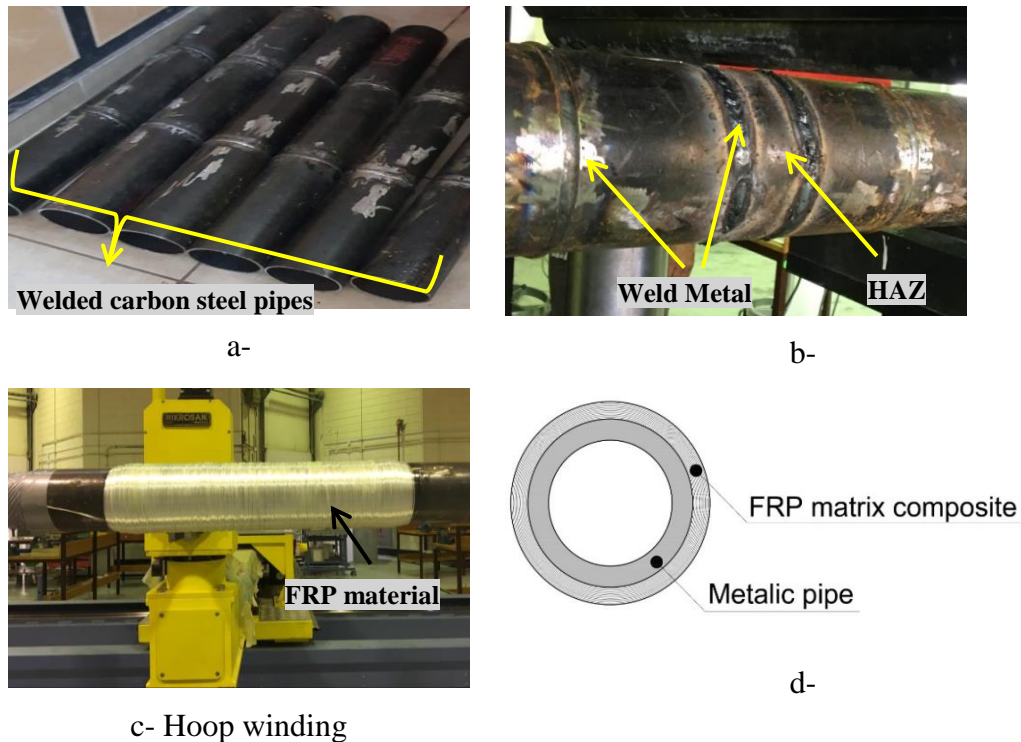 Welded carbon steel pipes
a-
Weld Metal
HAZ
b-
MIKROSAN
FRP material
c- Hoop winding
FRP matrix composite
Metalic pipe
d-